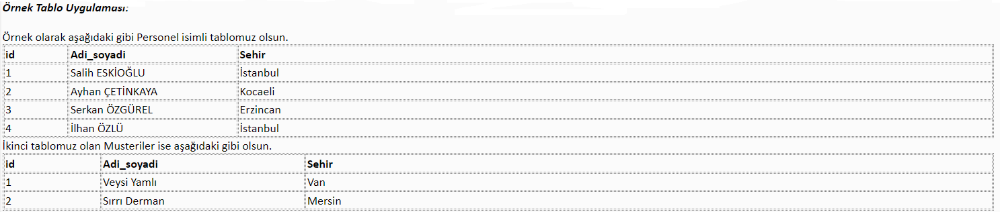 Örnek Tablo Uygulaması:
Örnek olarak aşağıdaki gibi Personel isimli tablomuz olsun.
id Adi_soyadi Sehir
1 Salih ESKİOĞLU İstanbul
2 Ayhan ÇETİNKAYA Kocaeli
3 Serkan ÖZGÜREL Erzincan
4 İlhan ÖZLÜ İstanbul
İkinci tablomuz olan Musteriler ise aşağıdaki gibi olsun.
id Adi_soyadi Sehir
1 Veysi Yamlı Van
2 Sırrı Derman Mersin